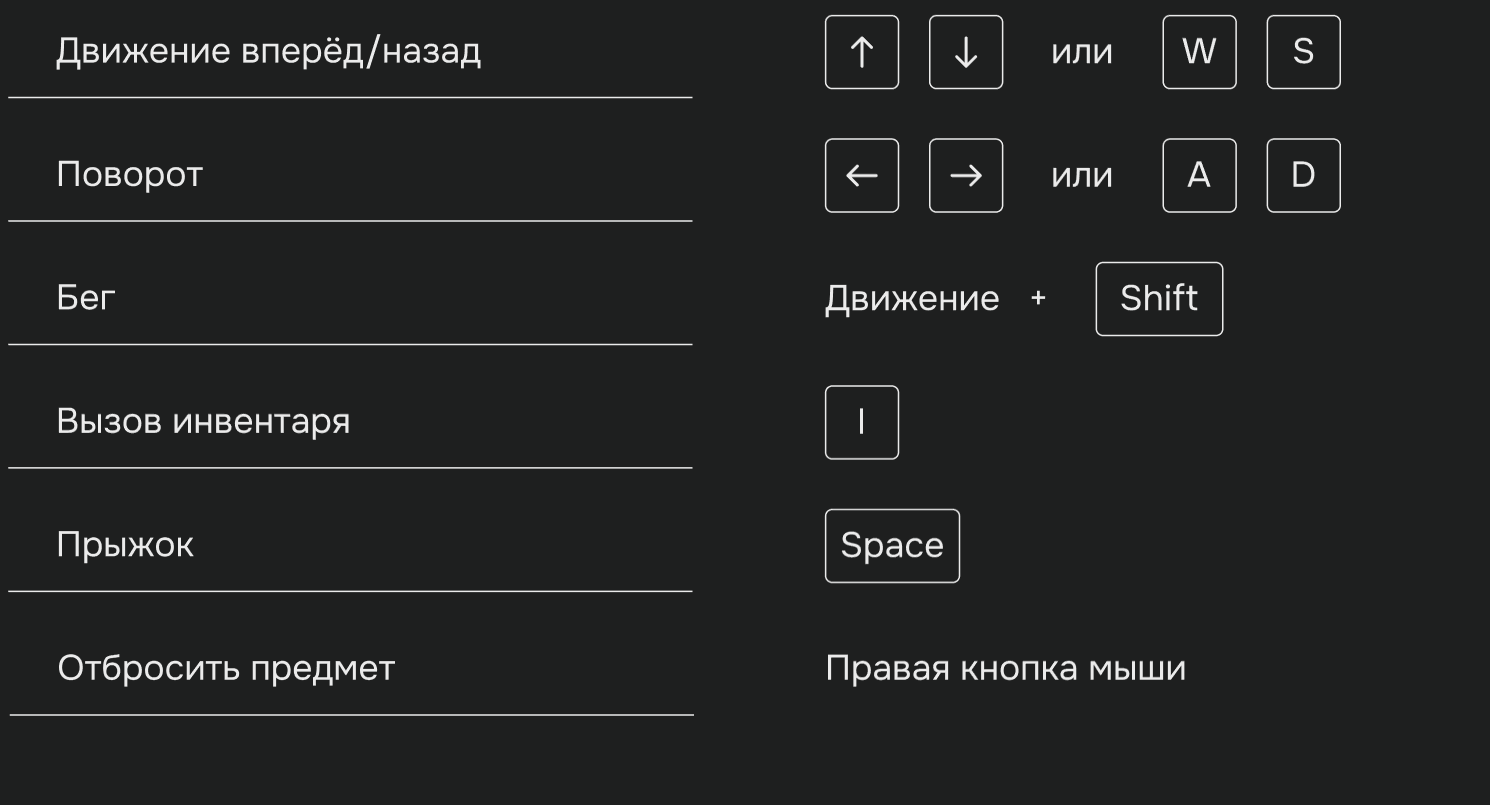 Движение вперёд/назад ↑ ↓ или W S
Поворот ← → или A D
Бег Движение + Shift
Вызов инвентаря I
Прыжок Space
Отбросить предмет Правая кнопка мыши